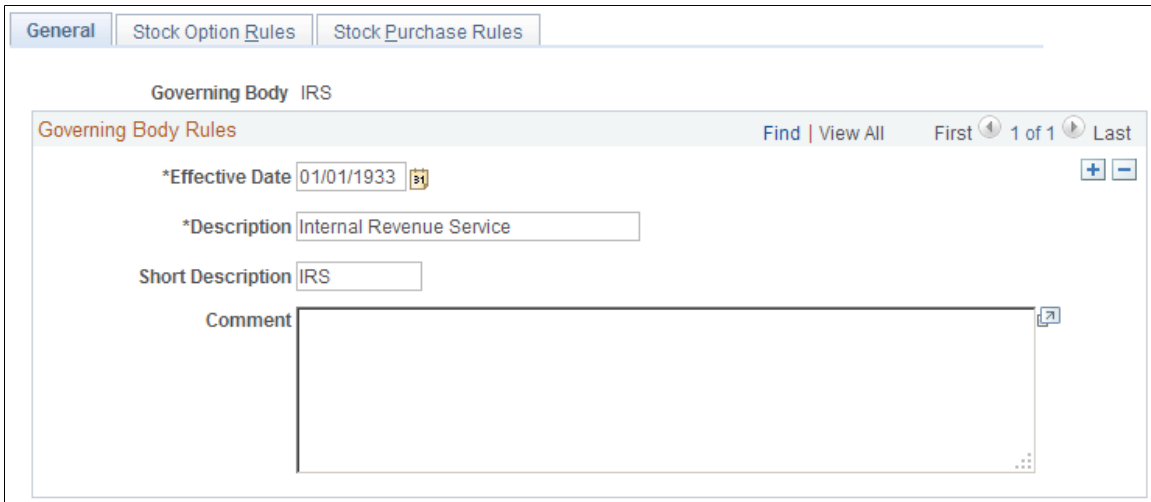 General Stock Option Rules Stock Purchase Rules
Governing Body IRS
Governing Body Rules Find | View All First 1 of 1 Last
*Effective Date 01/01/1933 31
*Description Internal Revenue Service
Short Description IRS
Comment